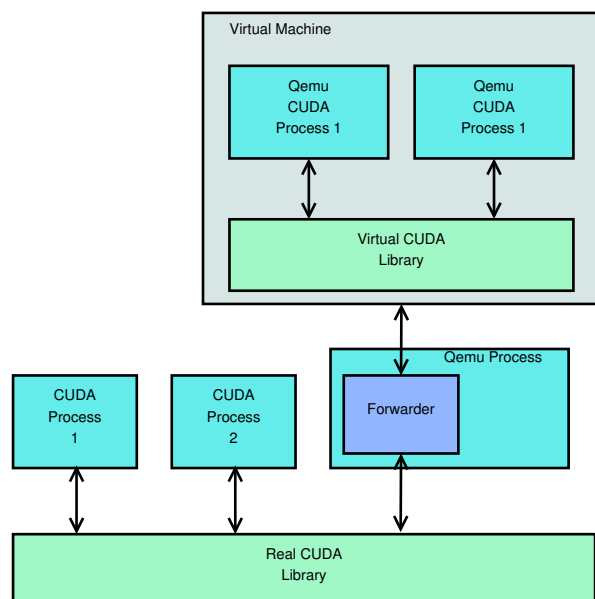 Virtual Machine
Qemu
CUDA
Process 1
Qemu
CUDA
Process 1
Virtual CUDA
Library
Qemu Process
Forwarder
CUDA
Process
1
CUDA
Process
2
Real CUDA
Library